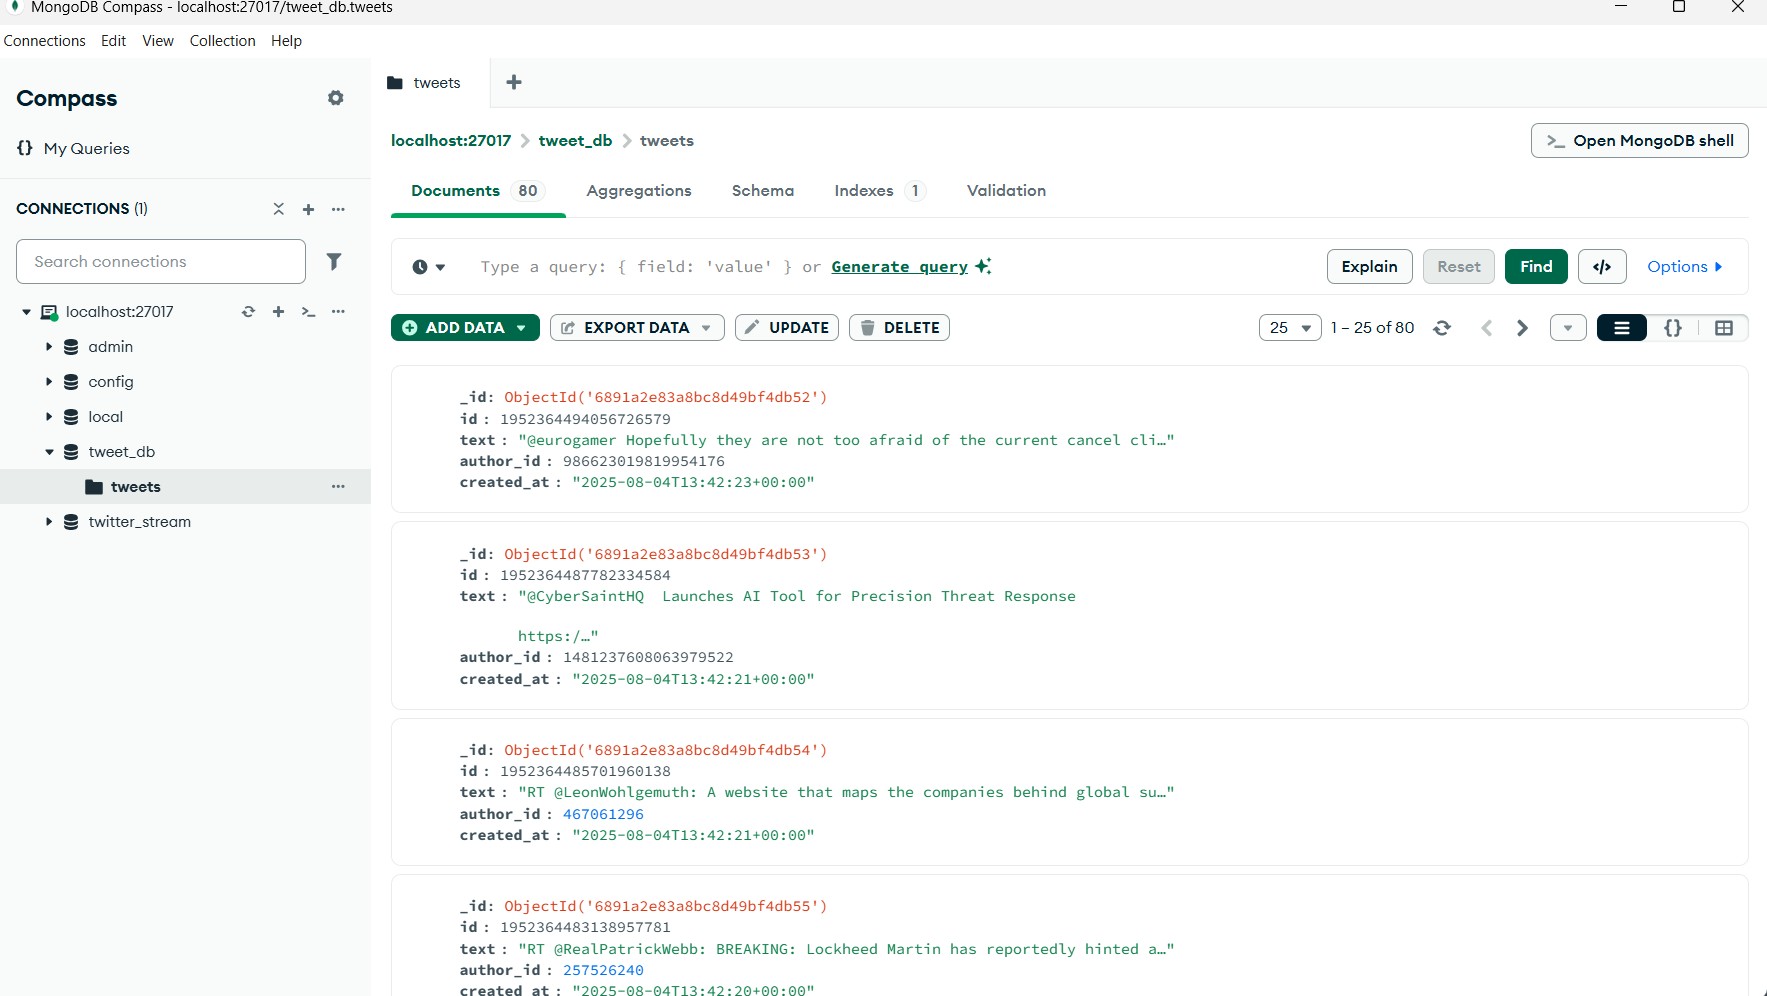 MongoDB Compass - localhost:27017/tweet_db.tweets
Connections Edit View Collection Help
Compass
{} My Queries
CONNECTIONS (1)
Search connections
localhost:27017
admin
config
local
tweet_db
tweets
twitter_stream
tweets
localhost:27017 > tweet_db > tweets
>_ Open MongoDB shell
Documents 80 Aggregations Schema Indexes 1 Validation
Type a query: { field: 'value' } or Generate query
Explain Reset Find </> Options
ADD DATA EXPORT DATA UPDATE DELETE
25 1 – 25 of 80 {}
_id: ObjectId('6891a2e83a8bc8d49bf4db52')
id : 1952364494056726579
text : "@eurogamer Hopefully they are not too afraid of the current cancel cli…"
author_id : 986623019819954176
created_at : "2025-08-04T13:42:23+00:00"
_id: ObjectId('6891a2e83a8bc8d49bf4db53')
id : 1952364487782334584
text : "@CyberSaintHQ  Launches AI Tool for Precision Threat Response
https:/…"
author_id : 1481237608063979522
created_at : "2025-08-04T13:42:21+00:00"
_id: ObjectId('6891a2e83a8bc8d49bf4db54')
id : 1952364485701960138
text : "RT @LeonWohlgemuth: A website that maps the companies behind global su…"
author_id : 467061296
created_at : "2025-08-04T13:42:21+00:00"
_id: ObjectId('6891a2e83a8bc8d49bf4db55')
id : 1952364483138957781
text : "RT @RealPatrickWebb: BREAKING: Lockheed Martin has reportedly hinted a…"
author_id : 257526240
created_at : "2025-08-04T13:42:20+00:00"